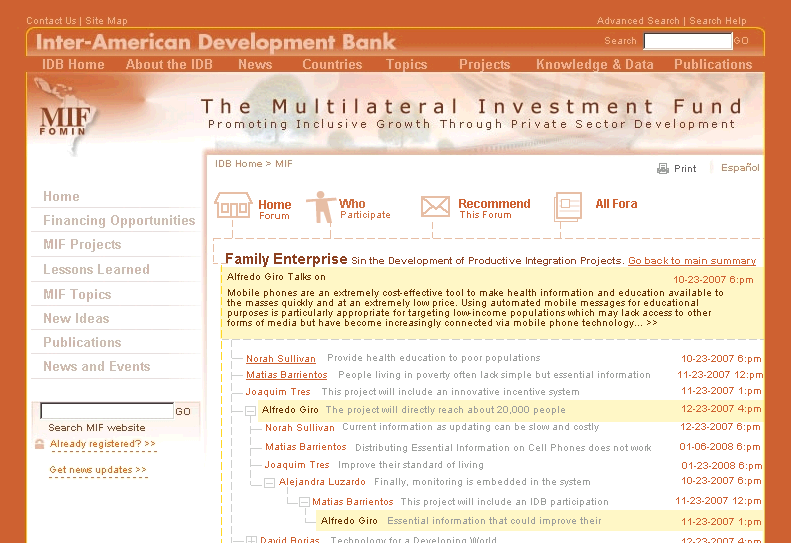 Contact Us | Site Map
Advanced Search | Search Help
Inter-American Development Bank
Search GO
IDB Home About the IDB News Countries Topics Projects Knowledge & Data Publications
MIF
FOMIN
The Multilateral Investment Fund
Promoting Inclusive Growth Through Private Sector Development
IDB Home > MIF
Print | Español
Home
Financing Opportunities
MIF Projects
Lessons Learned
MIF Topics
New Ideas
Publications
News and Events
GO
Search MIF website
Already registered? >>
Get news updates >>
Home
Forum
Who
Participate
Recommend
This Forum
All Fora
Family Enterprise Sin the Development of Productive Integration Projects. Go back to main summary
Alfredo Giro Talks on 10-23-2007 6:pm
Mobile phones are an extremely cost-effective tool to make health information and education available to
the masses quickly and at an extremely low price. Using automated mobile messages for educational
purposes is particularly appropriate for targeting low-income populations which may lack access to other
forms of media but have become increasingly connected via mobile phone technology... >>
Norah Sullivan Provide health education to poor populations 10-23-2007 6:pm
Matias Barrientos People living in poverty often lack simple but essential information 11-23-2007 12:pm
Joaquim Tres This project will include an innovative incentive system 11-23-2007 1:pm
Alfredo Giro The project will directly reach about 20,000 people 12-23-2007 4:pm
Norah Sullivan Current information as updating can be slow and costly 12-23-2007 6:pm
Matias Barrientos Distributing Essential Information on Cell Phones does not work 01-06-2008 6:pm
Joaquim Tres Improve their standard of living 01-23-2008 6:pm
Alejandra Luzardo Finally, monitoring is embedded in the system 10-23-2007 6:pm
Matias Barrientos This project will include an IDB participation 11-23-2007 12:pm
Alfredo Giro Essential information that could improve their 11-23-2007 1:pm
David Borjas Technology for a Developing World 12-23-2007 4:pm